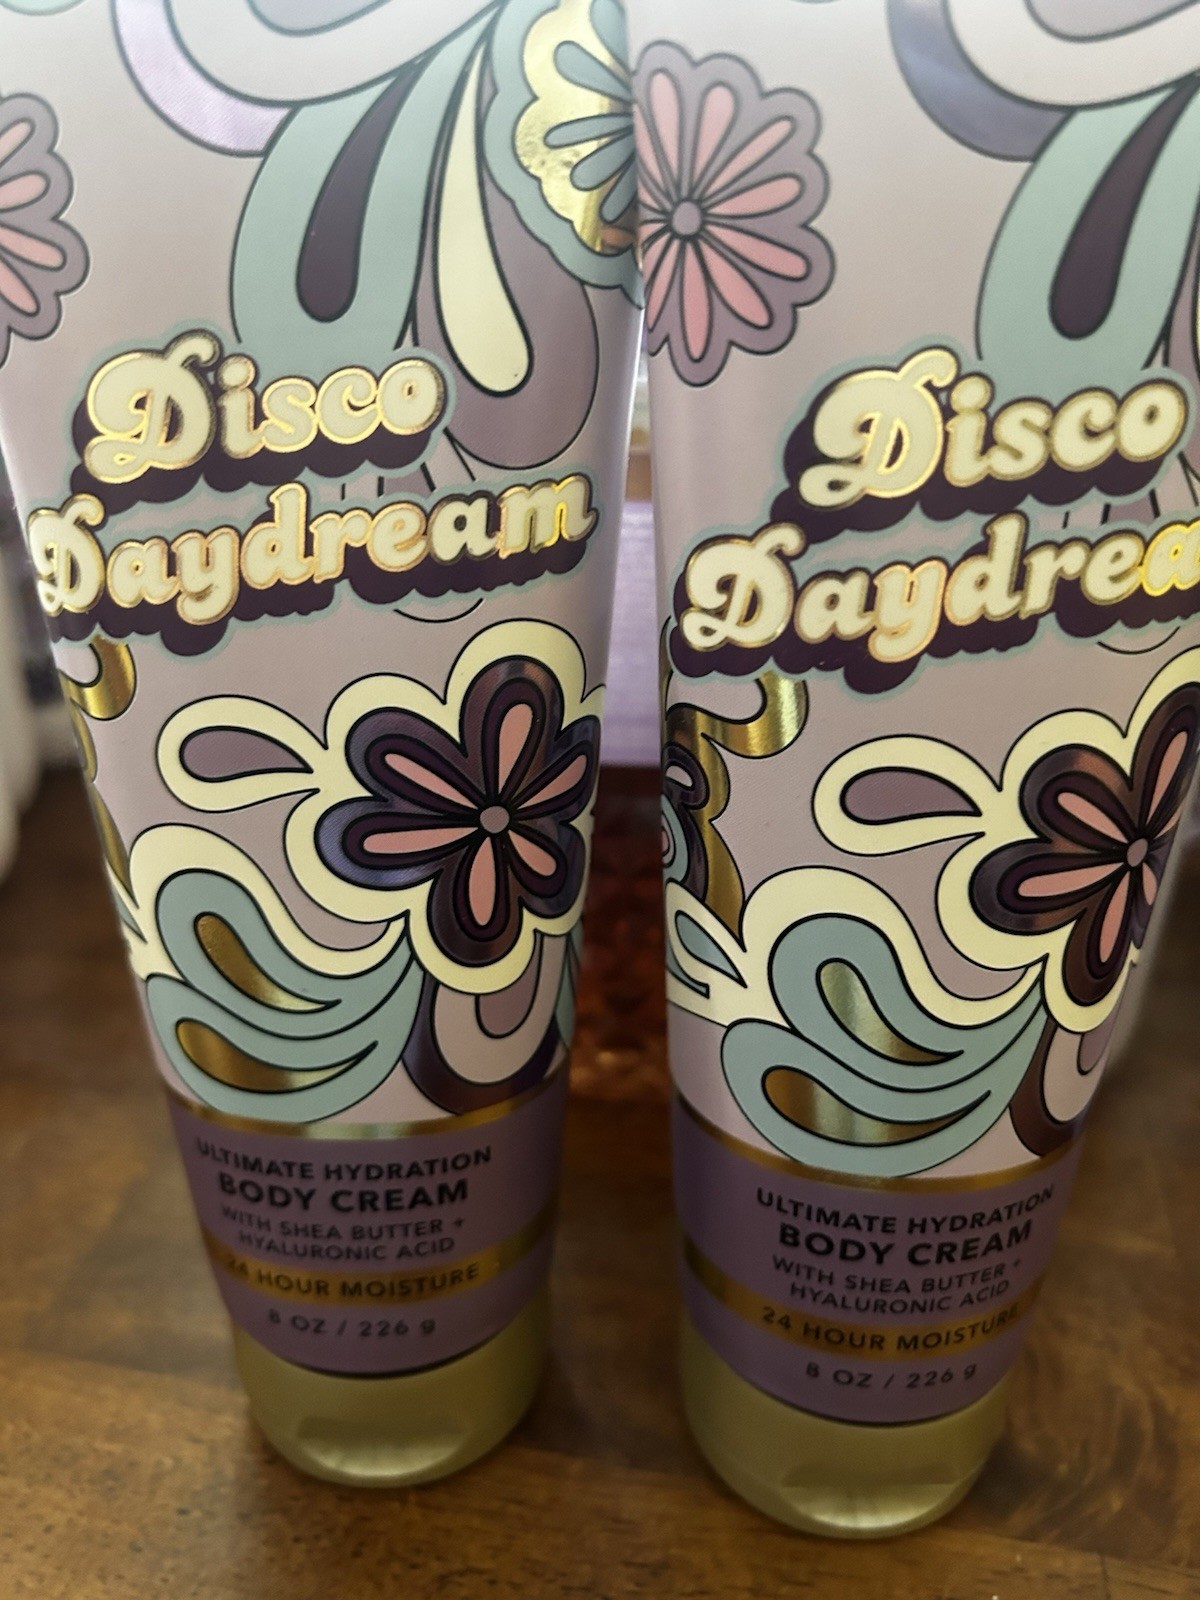 Disco
Daydream
ULTIMATE HYDRATION
BODY CREAM
WITH SHEA BUTTER +
HYALURONIC ACID
24 HOUR MOISTURE
8 OZ / 226 g
Disco
Daydrea
ULTIMATE HYDRATION
BODY CREAM
WITH SHEA BUTTER +
HYALURONIC ACID
24 HOUR MOISTURE
8 OZ / 226 g